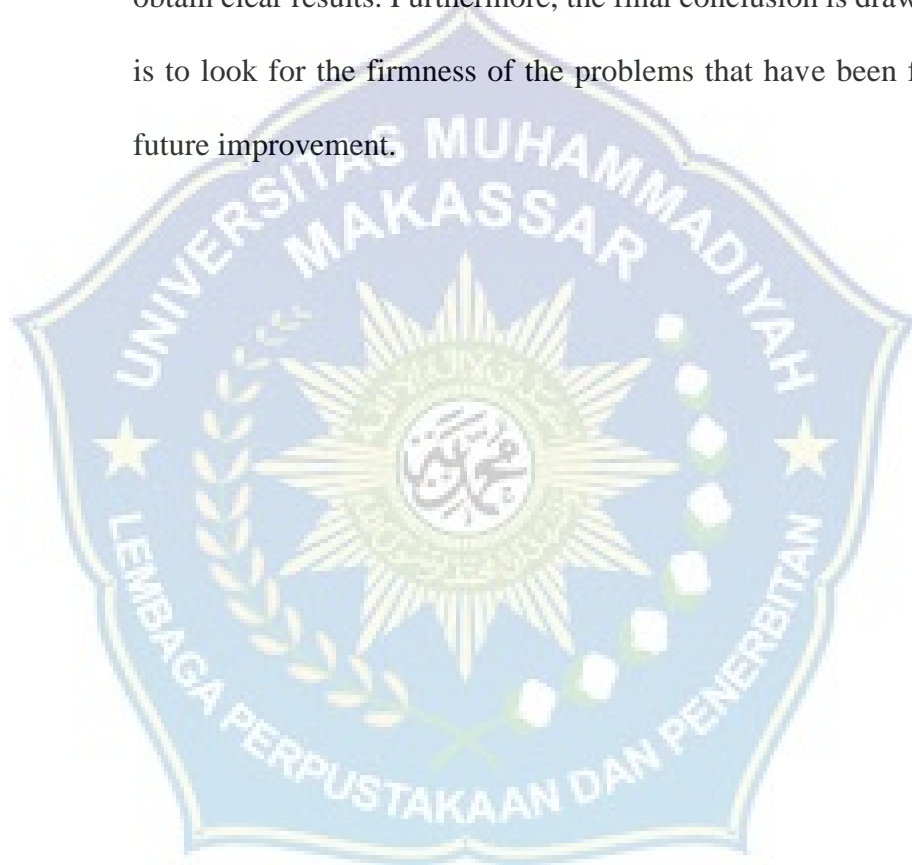 obtain clear results. Furthermore, the final conclusion is draw
is to look for the firmness of the problems that have been f
future improvement.
UNIVERSITAS MUHAMMADIYAH
MAKASSAR
LEMBAGA PERPUSTAKAAN DAN PENERBITAN